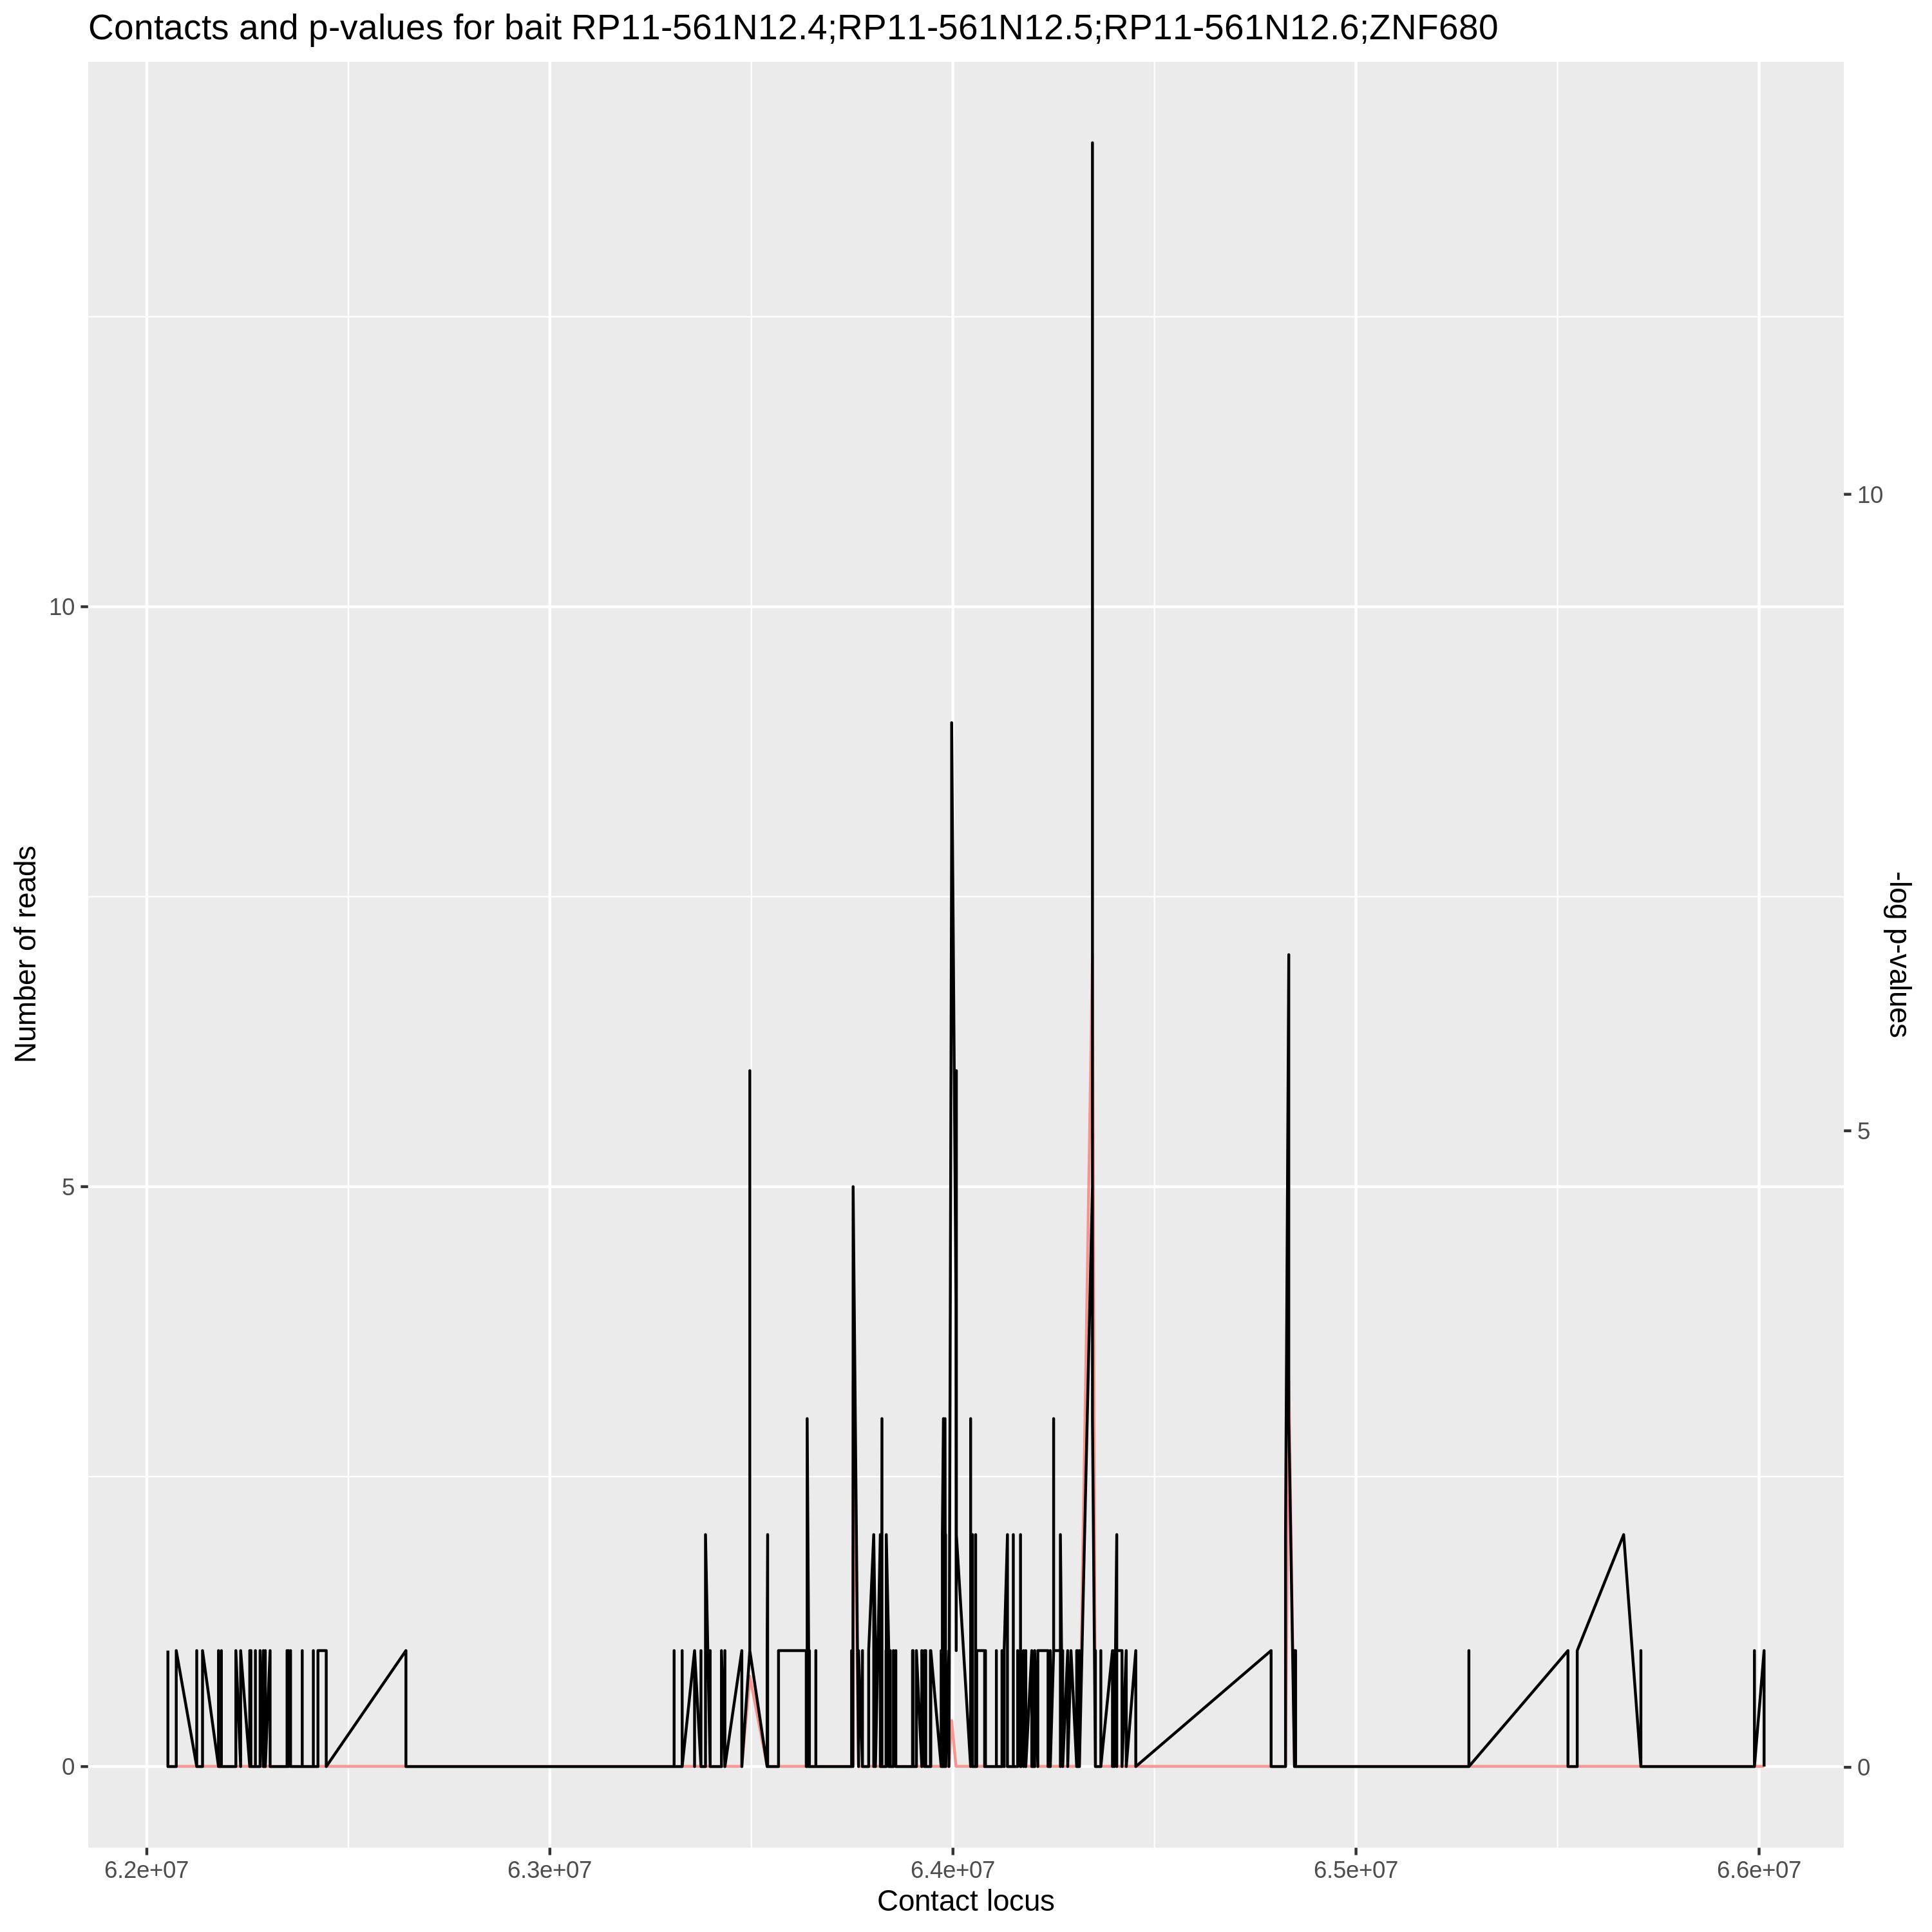 Contacts and p-values for bait RP11-561N12.4;RP11-561N12.5;RP11-561N12.6;ZNF680
Number of reads
10
5
0
10
5
0
-log p-values
6.2e+07
6.3e+07
6.4e+07
6.5e+07
6.6e+07
Contact locus